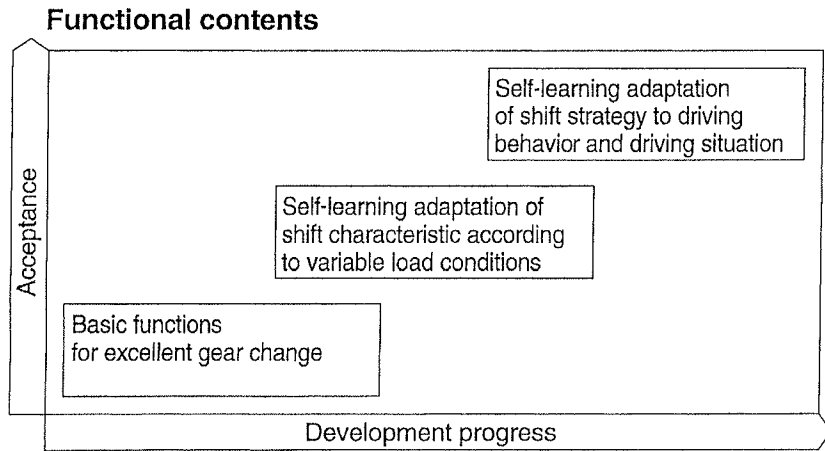 Functional contents
Self-learning adaptation
of shift strategy to driving
behavior and driving situation
Self-learning adaptation of
shift characteristic according
to variable load conditions
Basic functions
for excellent gear change
Acceptance
Development progress